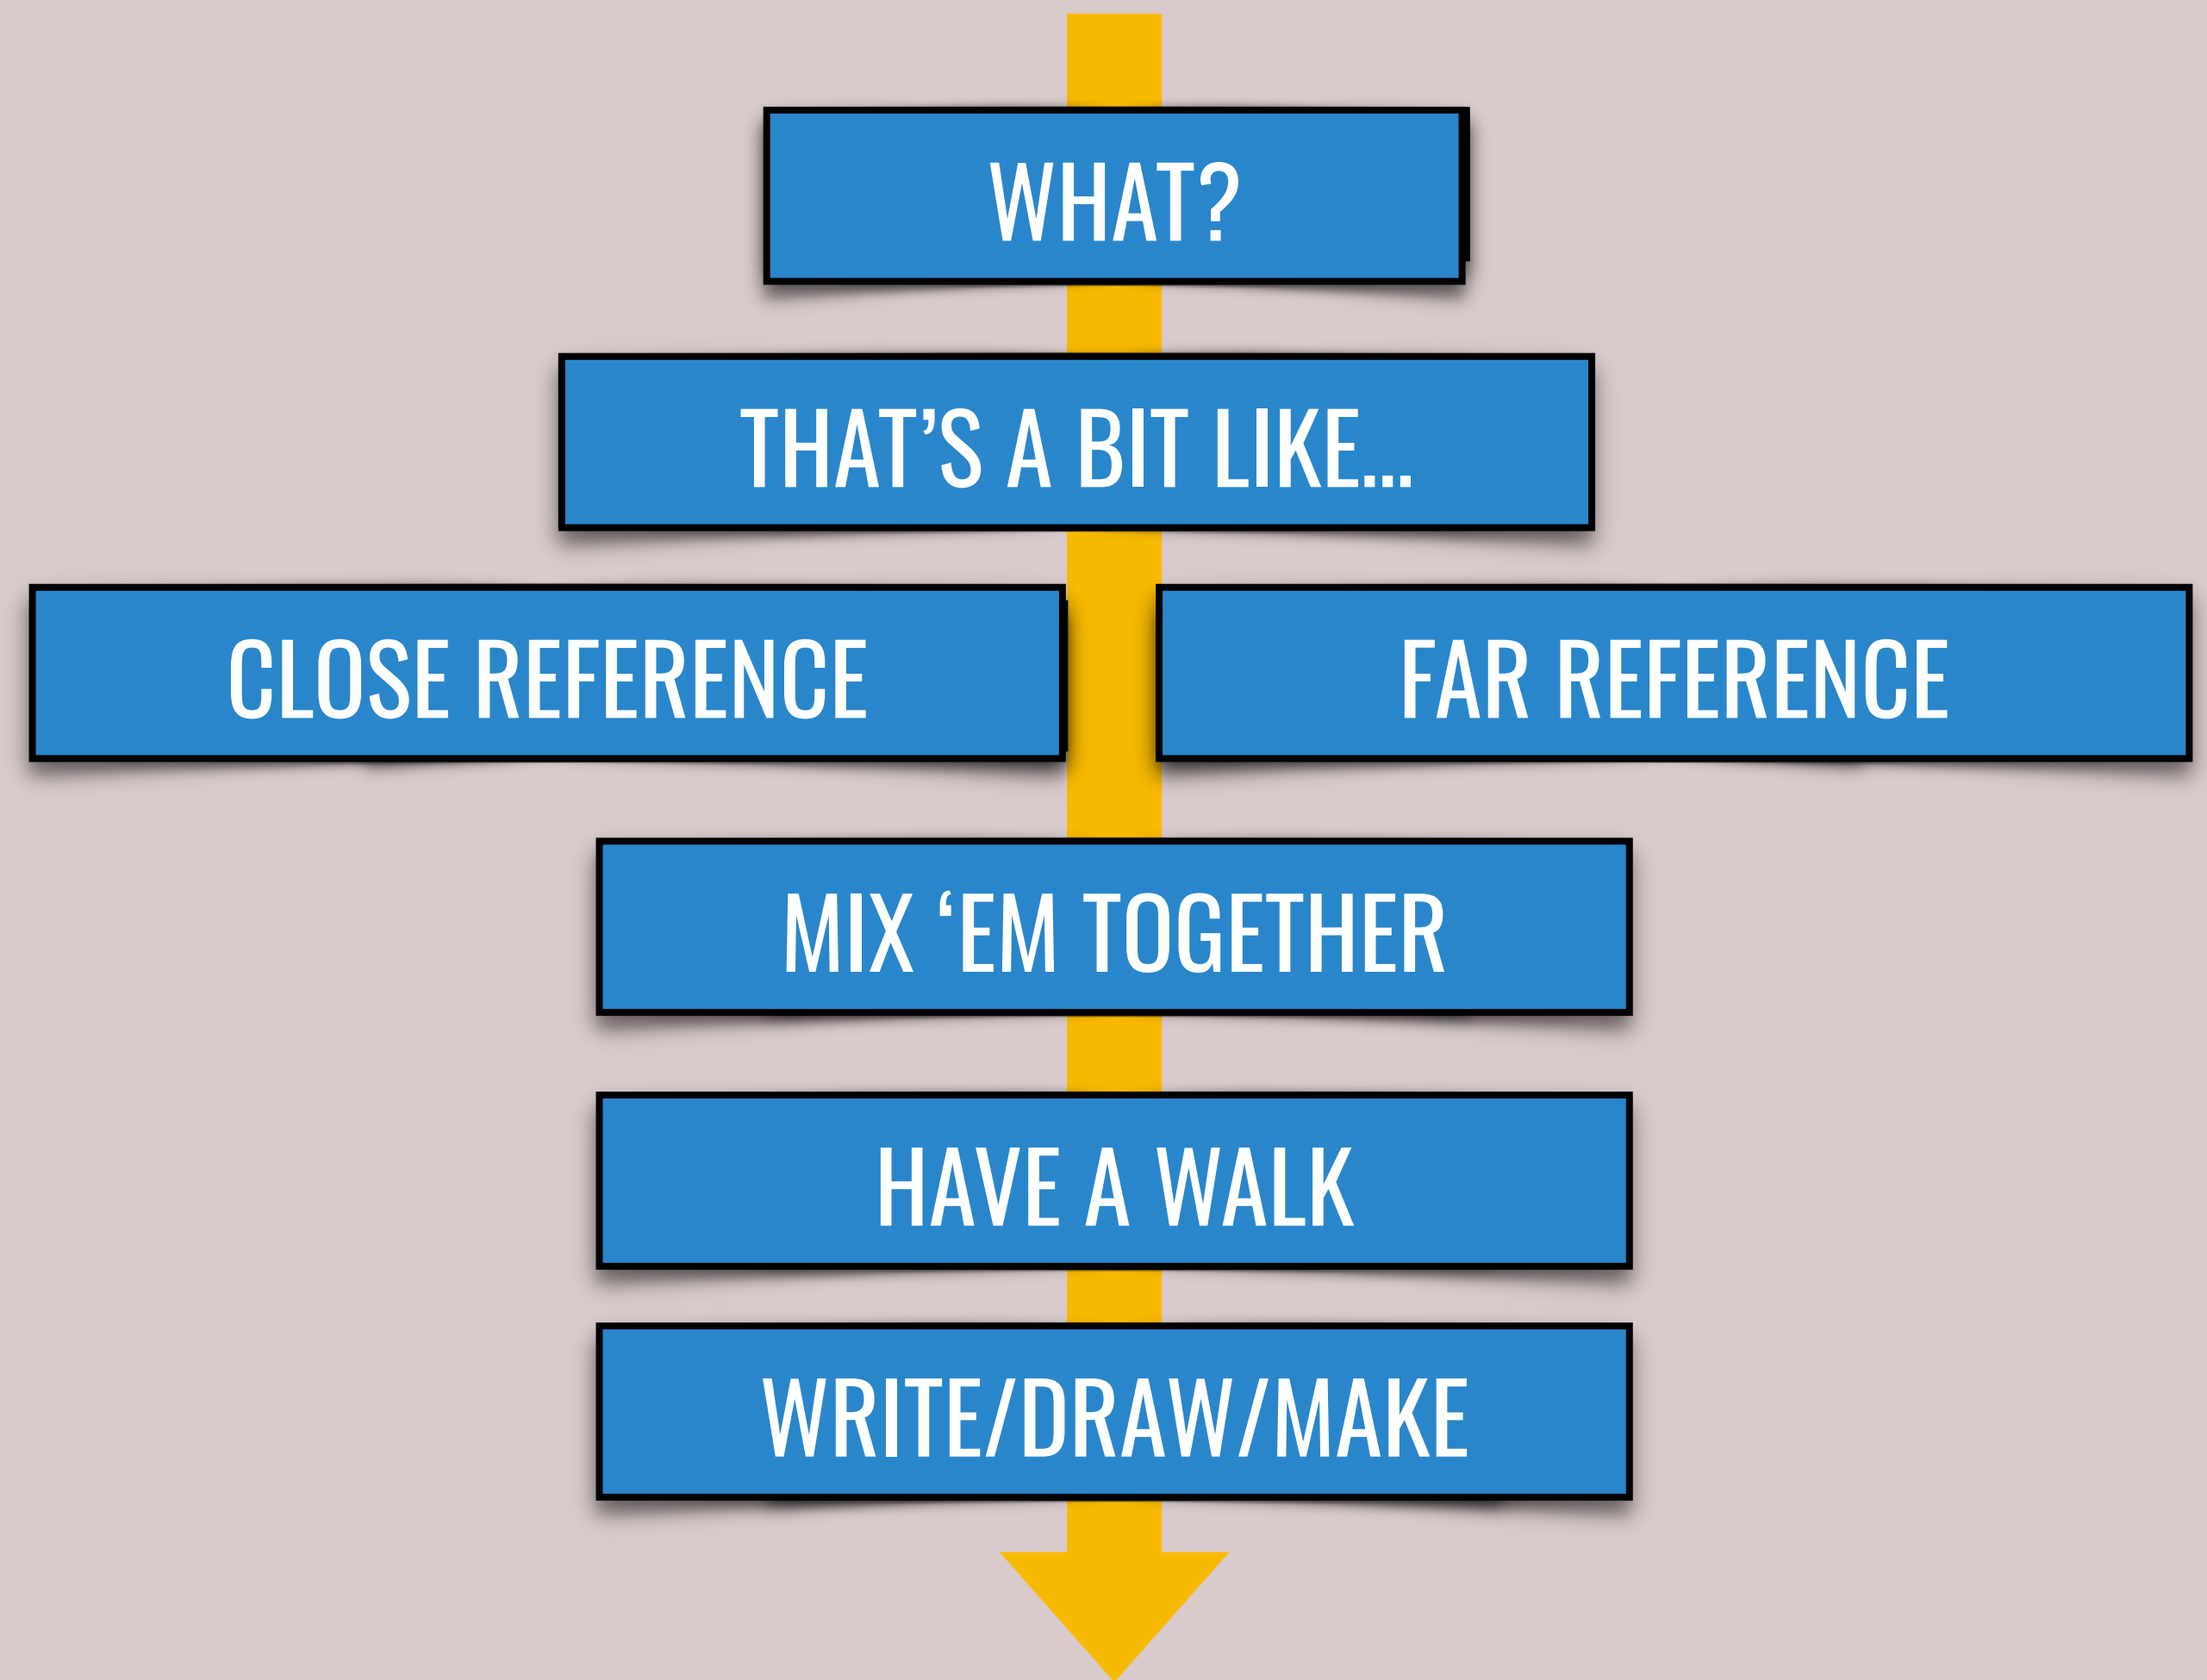 WHAT?
THAT’S A BIT LIKE...
CLOSE REFERENCE
FAR REFERENCE
MIX ‘EM TOGETHER
HAVE A WALK
WRITE/DRAW/MAKE